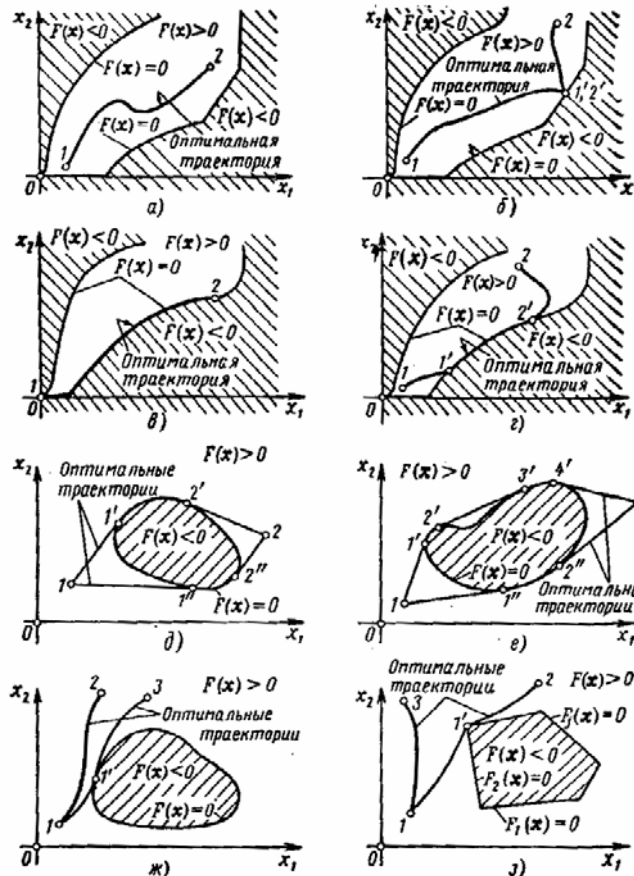 x₂
F(x)<0
F(x)>0
F(x)=0
2
F(x)<0
F(x)=0
Оптимальная
траектория
1
0
x₁
а)
x₂
F(x)<0
2
F(x)>0
Оптимальная
траектория
1′, 2′
F(x)=0
F(x)<0
1
F(x)=0
0
x
б)
x₂
F(x)<0
F(x)>0
F(x)=0
2
F(x)<0
Оптимальная
траектория
1
0
x₁
в)
x₂
F(x)<0
2
F(x)>0
F(x)=0
2′
F(x)<0
1′
Оптимальная
траектория
1
0
x₁
г)
x₂
Оптимальные
траектории
F(x)>0
2′
1′
F(x)<0
2
2″
1
1″
F(x)=0
0
x₁
д)
x₂
F(x)>0
3′
4′
2′
F(x)<0
1′
F(x)=0
2″
1
1″
Оптимальны
траектории
0
x₁
е)
x₂
2
3
F(x)>0
Оптимальные
траектории
1′
F(x)<0
F(x)=0
1
0
x₁
ж)
x₂
Оптимальные
траектории
2
3
F(x)>0
1′
F₁(x)=0
F(x)<0
F₂(x)=0
1
F₁(x)=0
0
x₁
з)